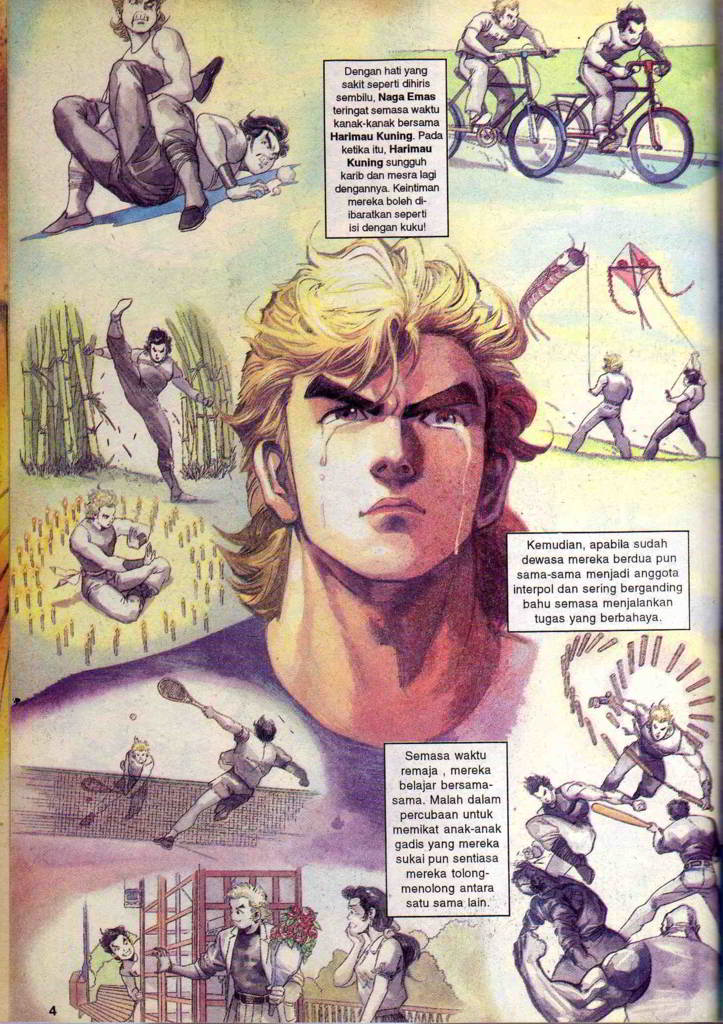 Dengan hati yang
sakit seperti dihiris
sembilu, Naga Emas
teringat semasa waktu
kanak-kanak bersama
Harimau Kuning. Pada
ketika itu, Harimau
Kuning sungguh
karib dan mesra lagi
dengannya. Keintiman
mereka boleh di-
ibaratkan seperti
isi dengan kuku!
Kemudian, apabila sudah
dewasa mereka berdua pun
sama-sama menjadi anggota
interpol dan sering berganding
bahu semasa menjalankan
tugas yang berbahaya.
Semasa waktu
remaja , mereka
belajar bersama-
sama. Malah dalam
percubaan untuk
memikat anak-anak
gadis yang mereka
sukai pun sentiasa
mereka tolong-
menolong antara
satu sama lain.
4